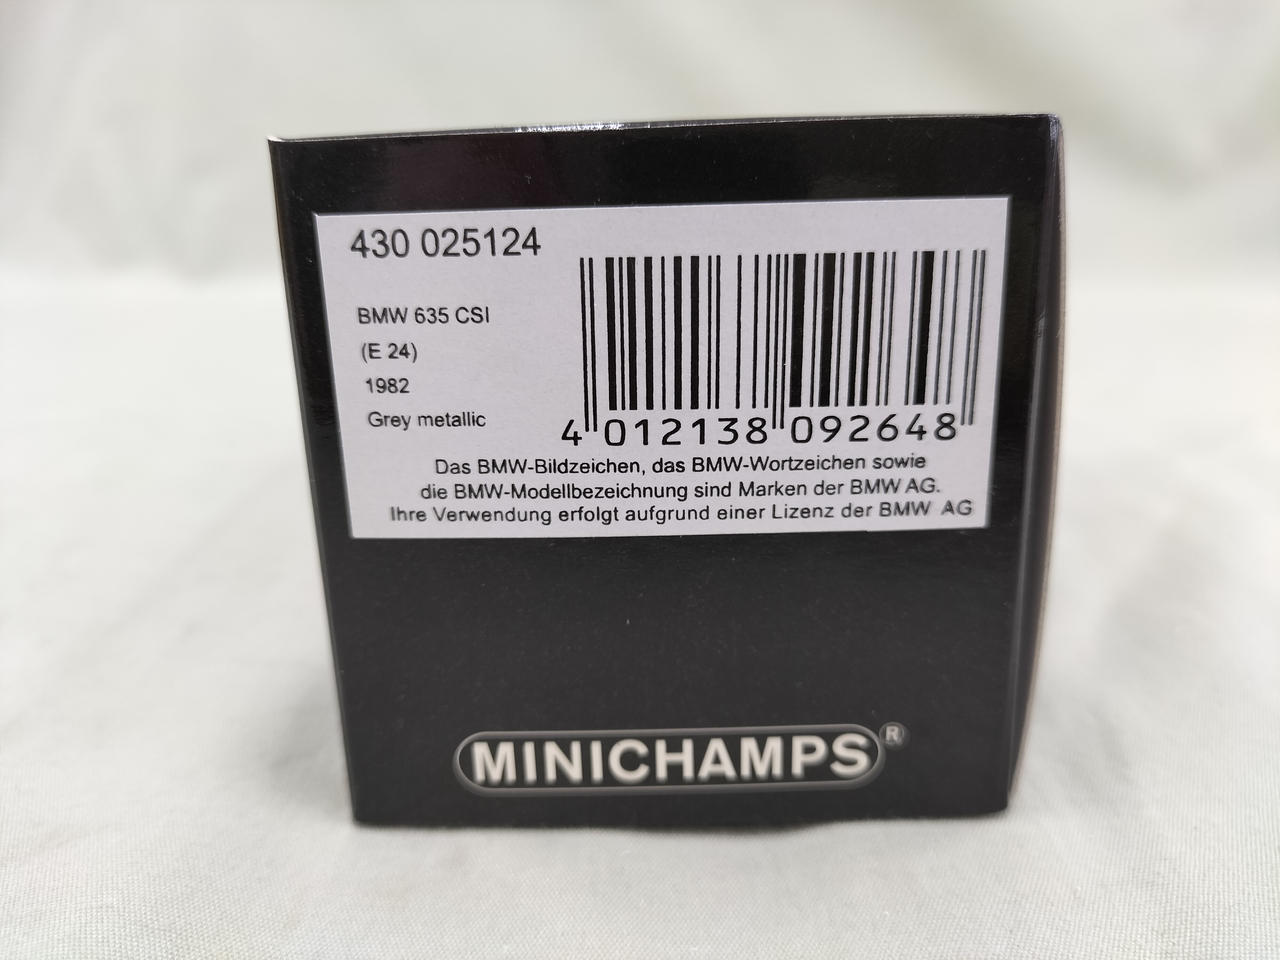 430 025124
BMW 635 CSI
(E 24)
1982
Grey metallic
4 012138 092648
Das BMW-Bildzeichen, das BMW-Wortzeichen sowie
die BMW-Modellbezeichnung sind Marken der BMW AG.
Ihre Verwendung erfolgt aufgrund einer Lizenz der BMW AG
MINICHAMPS®